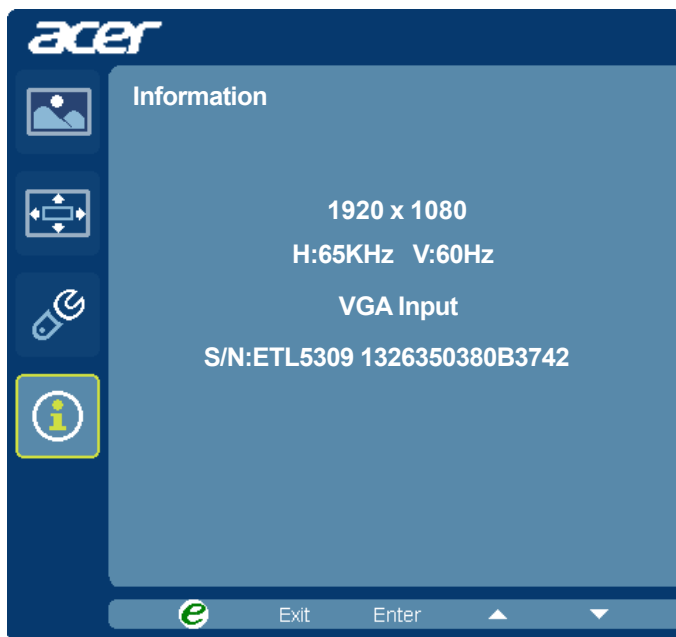 acer
Information
1920 x 1080
H:65KHz V:60Hz
VGA Input
S/N:ETL5309 1326350380B3742
e Exit Enter